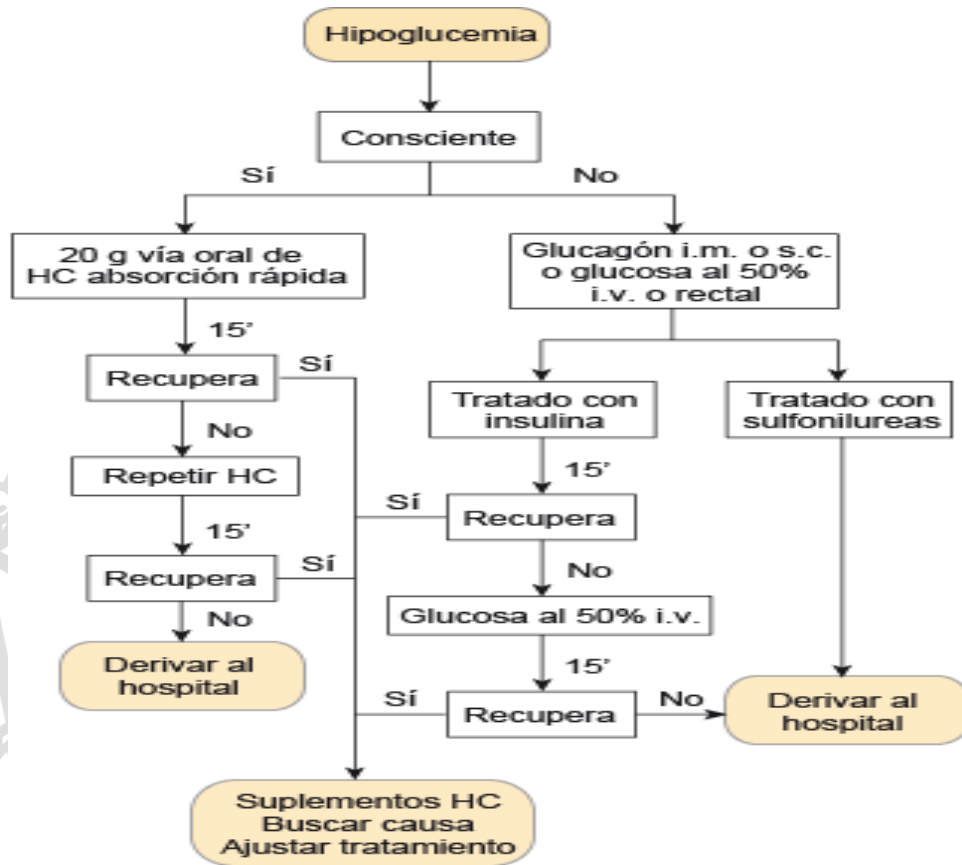 Hipoglucemia
Consciente
Sí
No
20 g vía oral de
HC absorción rápida
Glucagón i.m. o s.c.
o glucosa al 50%
i.v. o rectal
15’
Recupera
Sí
No
Repetir HC
15’
Recupera
Sí
No
Derivar al
hospital
Tratado con
insulina
Tratado con
sulfonilureas
15’
Sí
Recupera
No
Glucosa al 50% i.v.
15’
Sí
Recupera
No
Derivar al
hospital
Suplementos HC
Buscar causa
Ajustar tratamiento